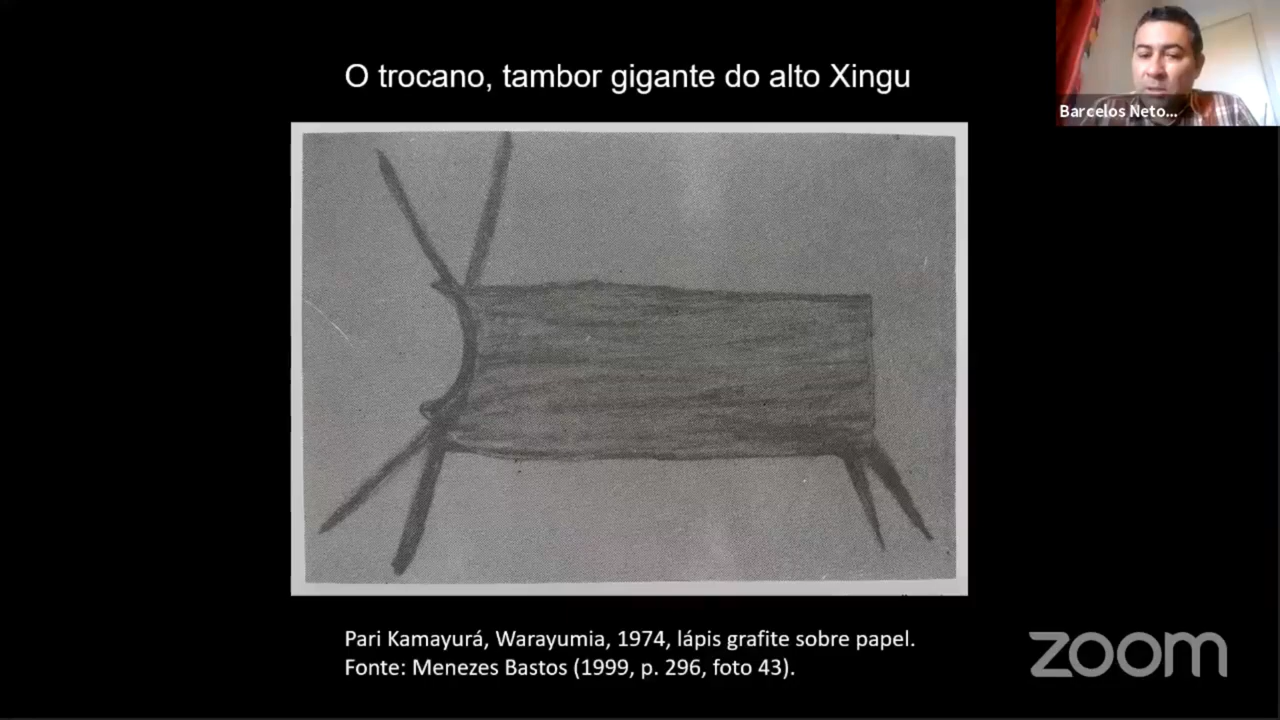 O trocano, tambor gigante do alto Xingu
Barcelos Neto...
Pari Kamayurá, Warayumia, 1974, lápis grafite sobre papel.
Fonte: Menezes Bastos (1999, p. 296, foto 43).
zoom